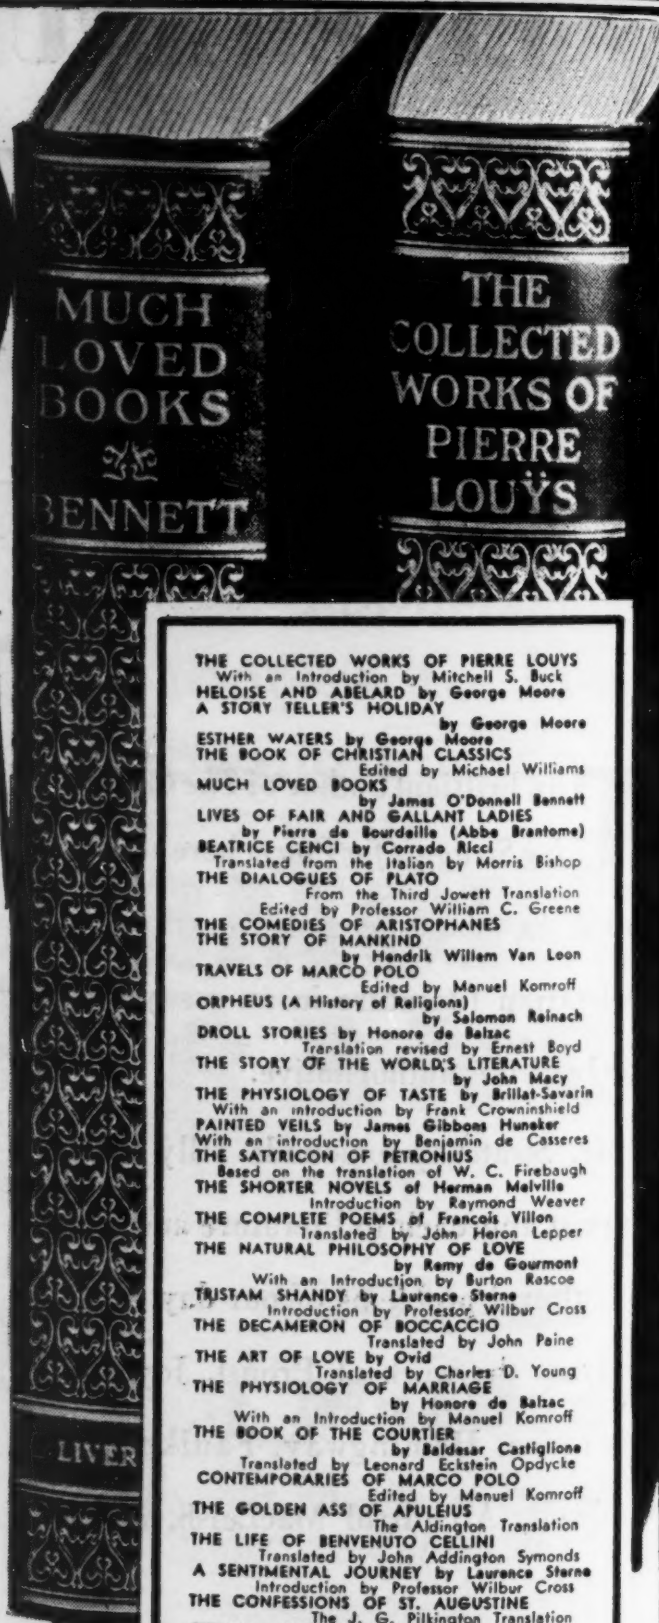 MUCH
LOVED
BOOKS
BENNETT
LIVER
THE
COLLECTED
WORKS OF
PIERRE
LOUŸS
THE COLLECTED WORKS OF PIERRE LOUYS
With an Introduction by Mitchell S. Buck
HELOISE AND ABELARD by George Moore
A STORY TELLER'S HOLIDAY
by George Moore
ESTHER WATERS by George Moore
THE BOOK OF CHRISTIAN CLASSICS
Edited by Michael Williams
MUCH LOVED BOOKS
by James O'Donnell Bennett
LIVES OF FAIR AND GALLANT LADIES
by Pierre de Bourdeille (Abbe Brantome)
BEATRICE CENCI by Corrado Ricci
Translated from the Italian by Morris Bishop
THE DIALOGUES OF PLATO
From the Third Jowett Translation
Edited by Professor William C. Greene
THE COMEDIES OF ARISTOPHANES
THE STORY OF MANKIND
by Hendrik Willem Van Loon
TRAVELS OF MARCO POLO
Edited by Manuel Komroff
ORPHEUS (A History of Religions)
by Salomon Reinach
DROLL STORIES by Honore de Balzac
Translation revised by Ernest Boyd
THE STORY OF THE WORLD'S LITERATURE
by John Macy
THE PHYSIOLOGY OF TASTE by Brillat-Savarin
With an introduction by Frank Crowninshield
PAINTED VEILS by James Gibbons Huneker
With an introduction by Benjamin de Casseres
THE SATYRICON OF PETRONIUS
Based on the translation of W. C. Firebaugh
THE SHORTER NOVELS of Herman Melville
Introduction by Raymond Weaver
THE COMPLETE POEMS of Francois Villon
Translated by John Heron Lepper
THE NATURAL PHILOSOPHY OF LOVE
by Remy de Gourmont
With an Introduction by Burton Rascoe
TRISTAM SHANDY by Laurence Sterne
Introduction by Professor Wilbur Cross
THE DECAMERON OF BOCCACCIO
Translated by John Paine
THE ART OF LOVE by Ovid
Translated by Charles D. Young
THE PHYSIOLOGY OF MARRIAGE
by Honore de Balzac
With an Introduction by Manuel Komroff
THE BOOK OF THE COURTIER
by Baldesar Castiglione
Translated by Leonard Eckstein Opdycke
CONTEMPORARIES OF MARCO POLO
Edited by Manuel Komroff
THE GOLDEN ASS OF APULEIUS
The Aldington Translation
THE LIFE OF BENVENUTO CELLINI
Translated by John Addington Symonds
A SENTIMENTAL JOURNEY by Laurence Sterne
Introduction by Professor Wilbur Cross
THE CONFESSIONS OF ST. AUGUSTINE
The J. G. Pilkington Translation